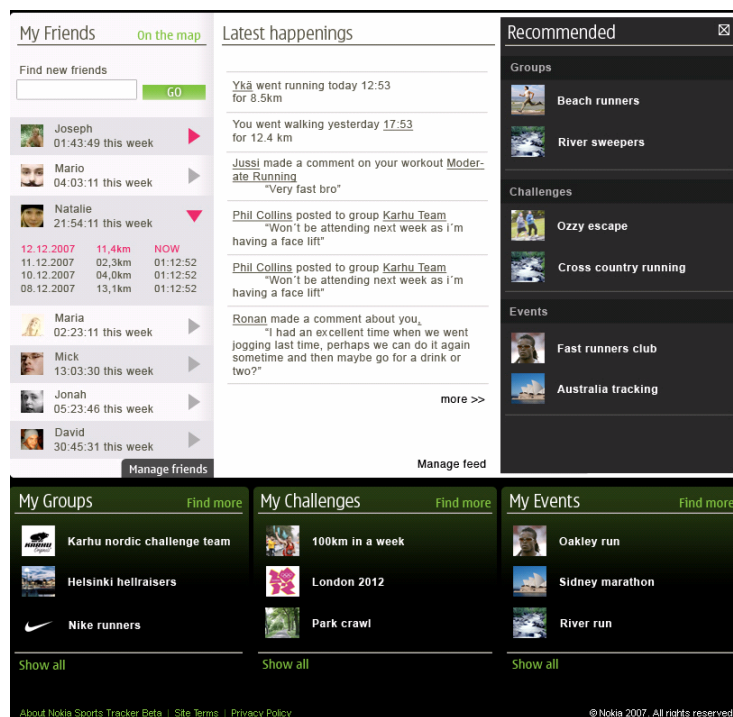 My Friends
On the map
Find new friends
GO
Joseph
01:43:49 this week
Mario
04:03:11 this week
Natalie
21:54:11 this week
12.12.2007 11,4km NOW
11.12.2007 02,3km 01:12:52
10.12.2007 04,0km 01:12:52
08.12.2007 13,1km 01:12:52
Maria
02:23:11 this week
Mick
13:03:30 this week
Jonah
05:23:46 this week
David
30:45:31 this week
Manage friends
Latest happenings
Ykä went running today 12:53
for 8.5km
You went walking yesterday 17:53
for 12.4 km
Jussi made a comment on your workout Moder-
ate Running
“Very fast bro”
Phil Collins posted to group Karhu Team
“Won´t be attending next week as i´m
having a face lift”
Phil Collins posted to group Karhu Team
“Won´t be attending next week as i´m
having a face lift”
Ronan made a comment about you,
“I had an excellent time when we went
jogging last time, perhaps we can do it again
sometime and then maybe go for a drink or
two?”
more >>
Manage feed
Recommended
Groups
Beach runners
River sweepers
Challenges
Ozzy escape
Cross country running
Events
Fast runners club
Australia tracking
My Groups
Find more
KARHU
Originals
Karhu nordic challenge team
Helsinki hellraisers
Nike runners
Show all
My Challenges
Find more
100km in a week
London 2012
Park crawl
Show all
My Events
Find more
Oakley run
Sidney marathon
River run
Show all
About Nokia Sports Tracker Beta | Site Terms | Privacy Policy
© Nokia 2007. All rights reserved